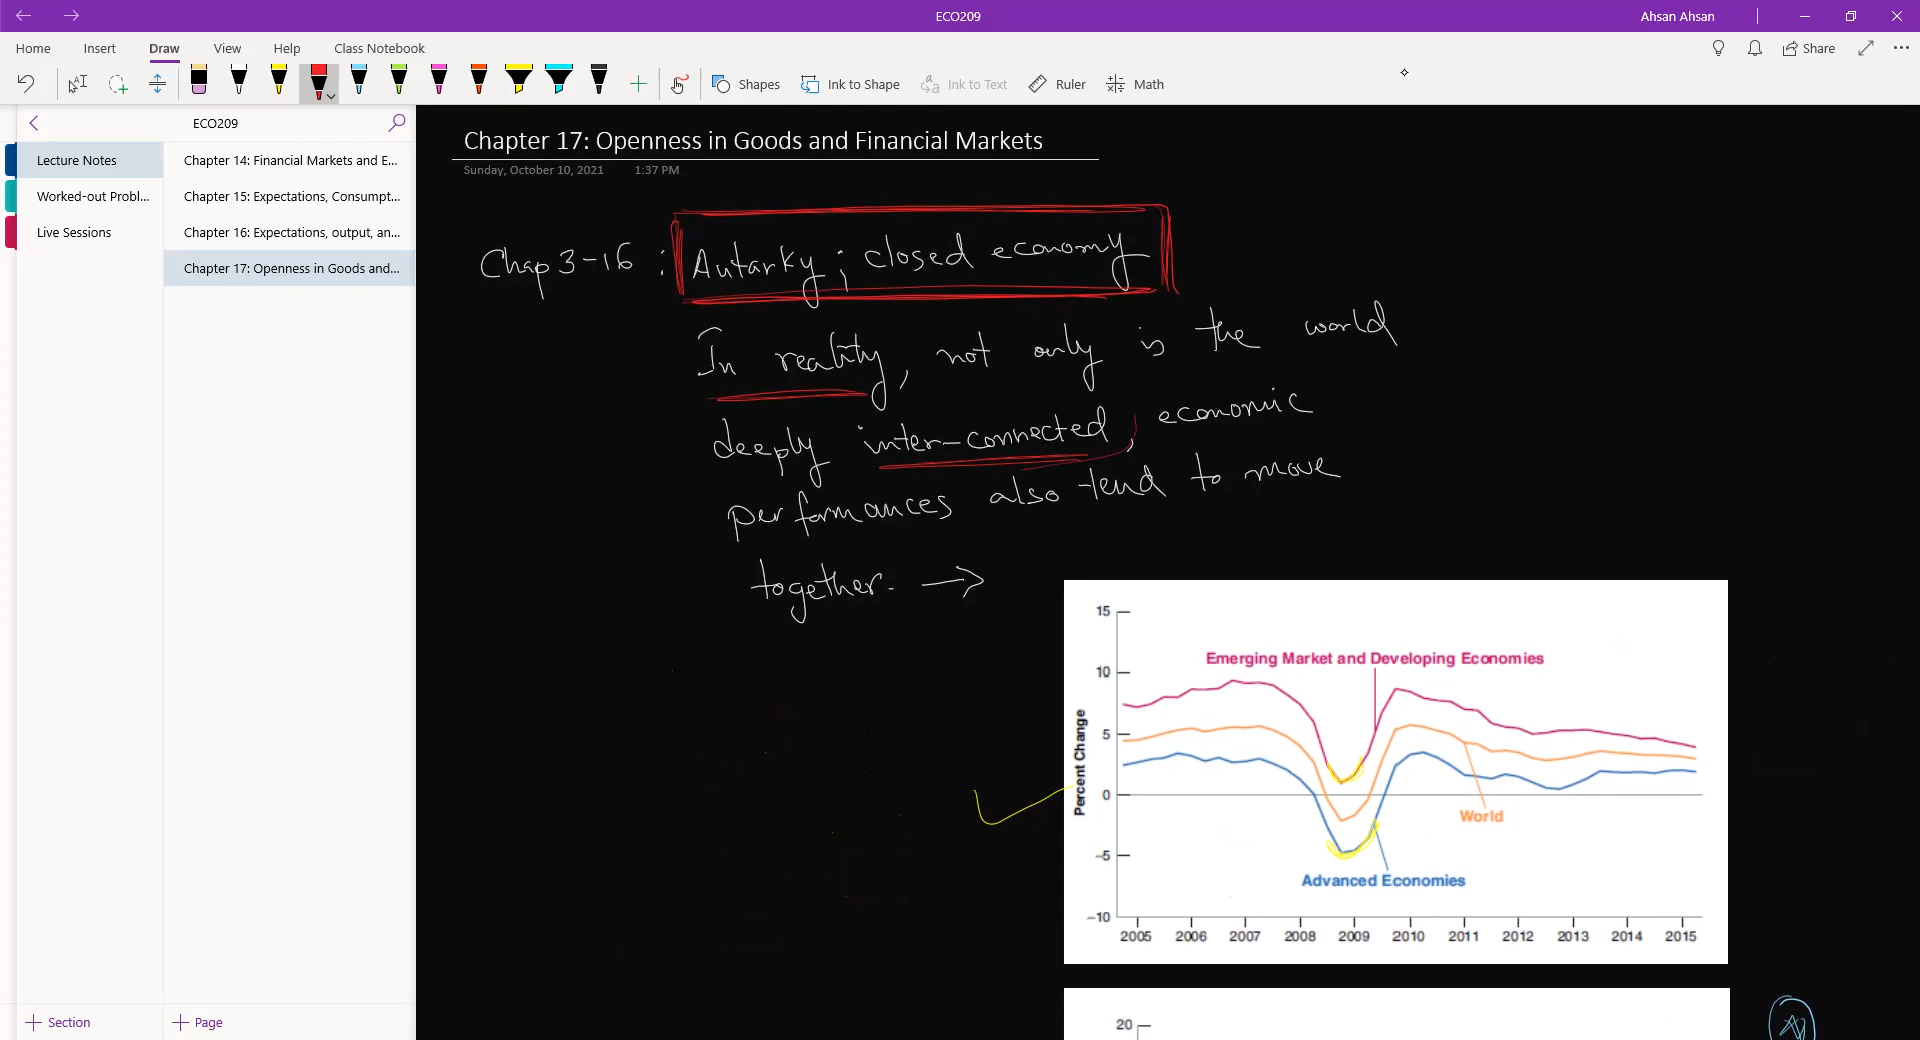 ECO209
Ahsan Ahsan
Home Insert Draw View Help Class Notebook
Share
Shapes Ink to Shape Ink to Text Ruler Math
ECO209
Lecture Notes
Worked-out Probl...
Live Sessions
Chapter 14: Financial Markets and E...
Chapter 15: Expectations, Consumpt...
Chapter 16: Expectations, output, an...
Chapter 17: Openness in Goods and...
Section
Page
Chapter 17: Openness in Goods and Financial Markets
Sunday, October 10, 2021 1:37 PM
Chap 3-16 : Autarky; closed economy
In reality, not only is the world
deeply inter-connected, economic
performances also tend to move
together. →
15
10
5
0
-5
-10
Percent Change
Emerging Market and Developing Economies
World
Advanced Economies
2005 2006 2007 2008 2009 2010 2011 2012 2013 2014 2015
20